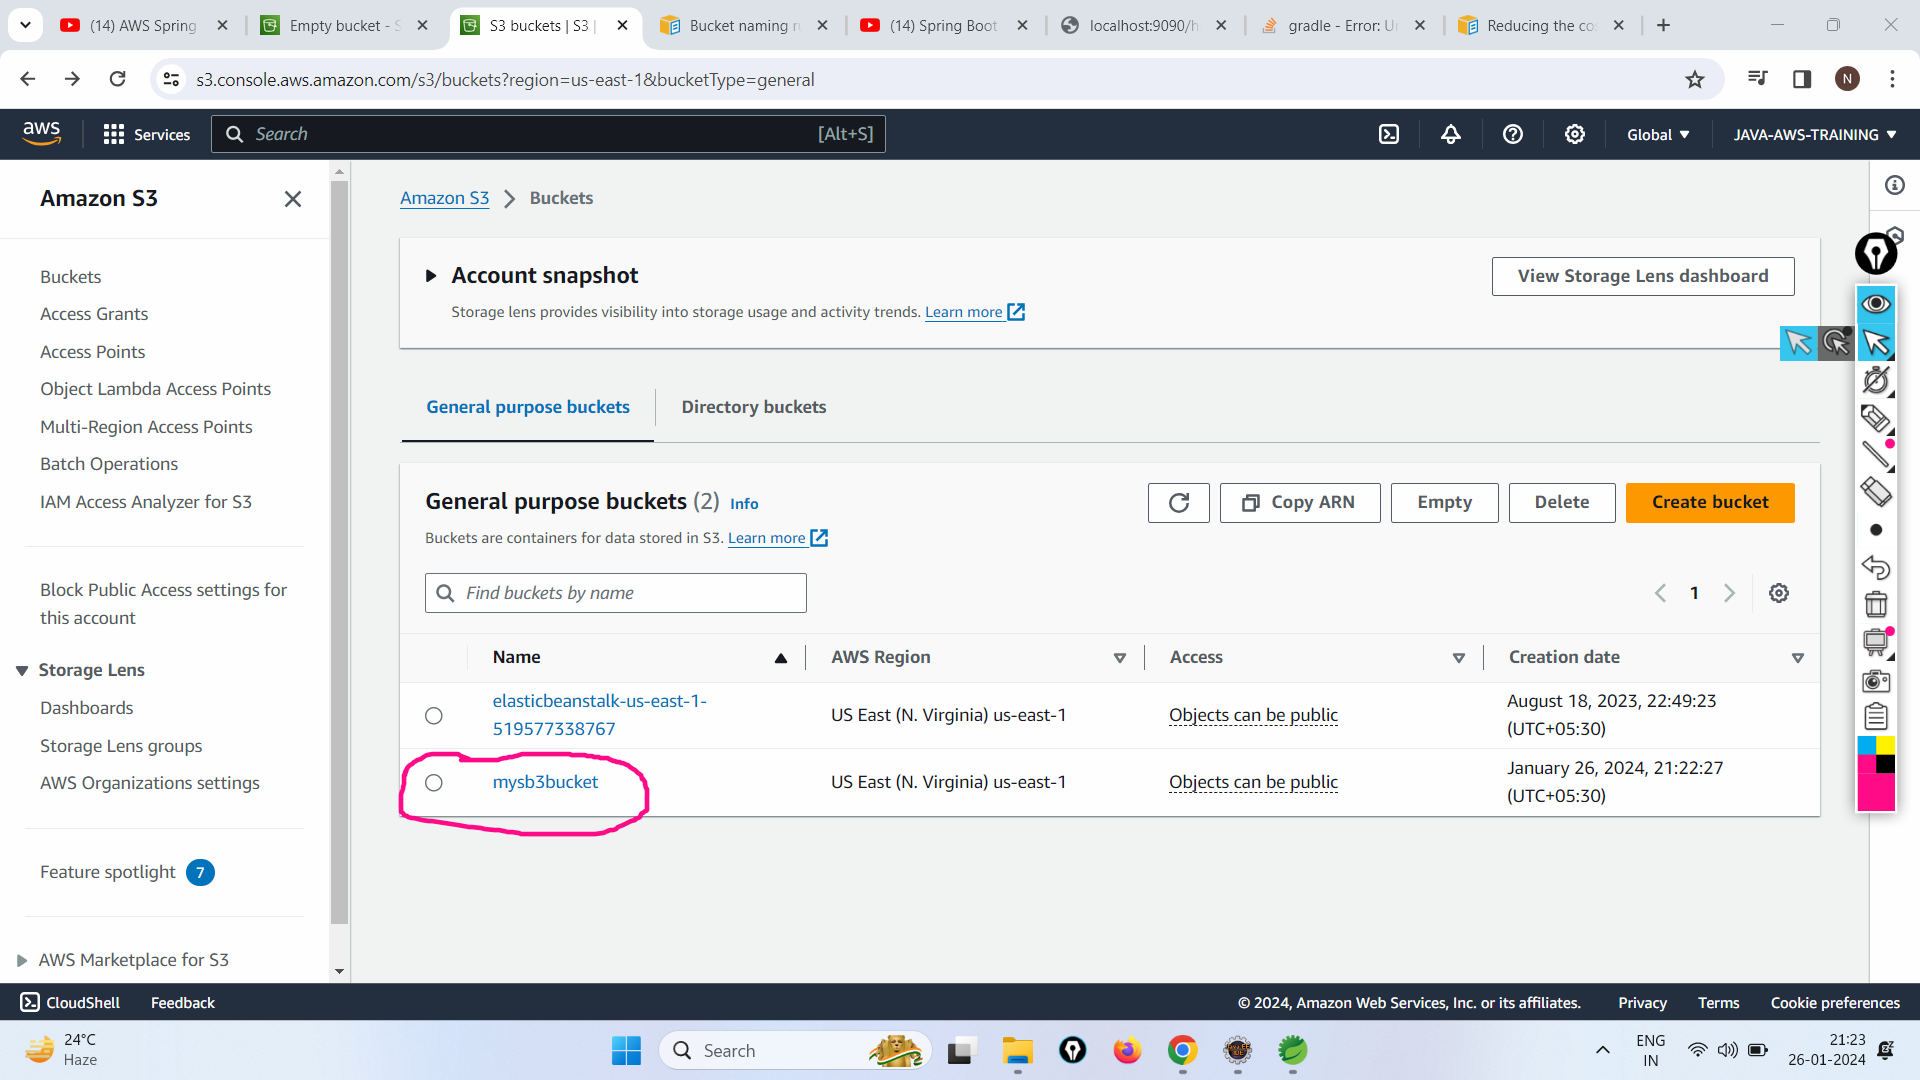 (14) AWS Spring
Empty bucket - S
S3 buckets | S3 |
Bucket naming ru
(14) Spring Boot
localhost:9090/h
gradle - Error: Un
Reducing the cos
s3.console.aws.amazon.com/s3/buckets?region=us-east-1&bucketType=general
N
aws
Services
Search
[Alt+S]
Global
JAVA-AWS-TRAINING
Amazon S3
Buckets
Access Grants
Access Points
Object Lambda Access Points
Multi-Region Access Points
Batch Operations
IAM Access Analyzer for S3
Block Public Access settings for
this account
Storage Lens
Dashboards
Storage Lens groups
AWS Organizations settings
Feature spotlight 7
AWS Marketplace for S3
Amazon S3 > Buckets
Account snapshot
View Storage Lens dashboard
Storage lens provides visibility into storage usage and activity trends. Learn more
General purpose buckets
Directory buckets
General purpose buckets (2) Info
Copy ARN
Empty
Delete
Create bucket
Buckets are containers for data stored in S3. Learn more
Find buckets by name
1
Name
AWS Region
Access
Creation date
elasticbeanstalk-us-east-1-
519577338767
US East (N. Virginia) us-east-1
Objects can be public
August 18, 2023, 22:49:23
(UTC+05:30)
mysb3bucket
US East (N. Virginia) us-east-1
Objects can be public
January 26, 2024, 21:22:27
(UTC+05:30)
CloudShell
Feedback
© 2024, Amazon Web Services, Inc. or its affiliates.
Privacy
Terms
Cookie preferences
24°C
Haze
Search
ENG
IN
21:23
26-01-2024